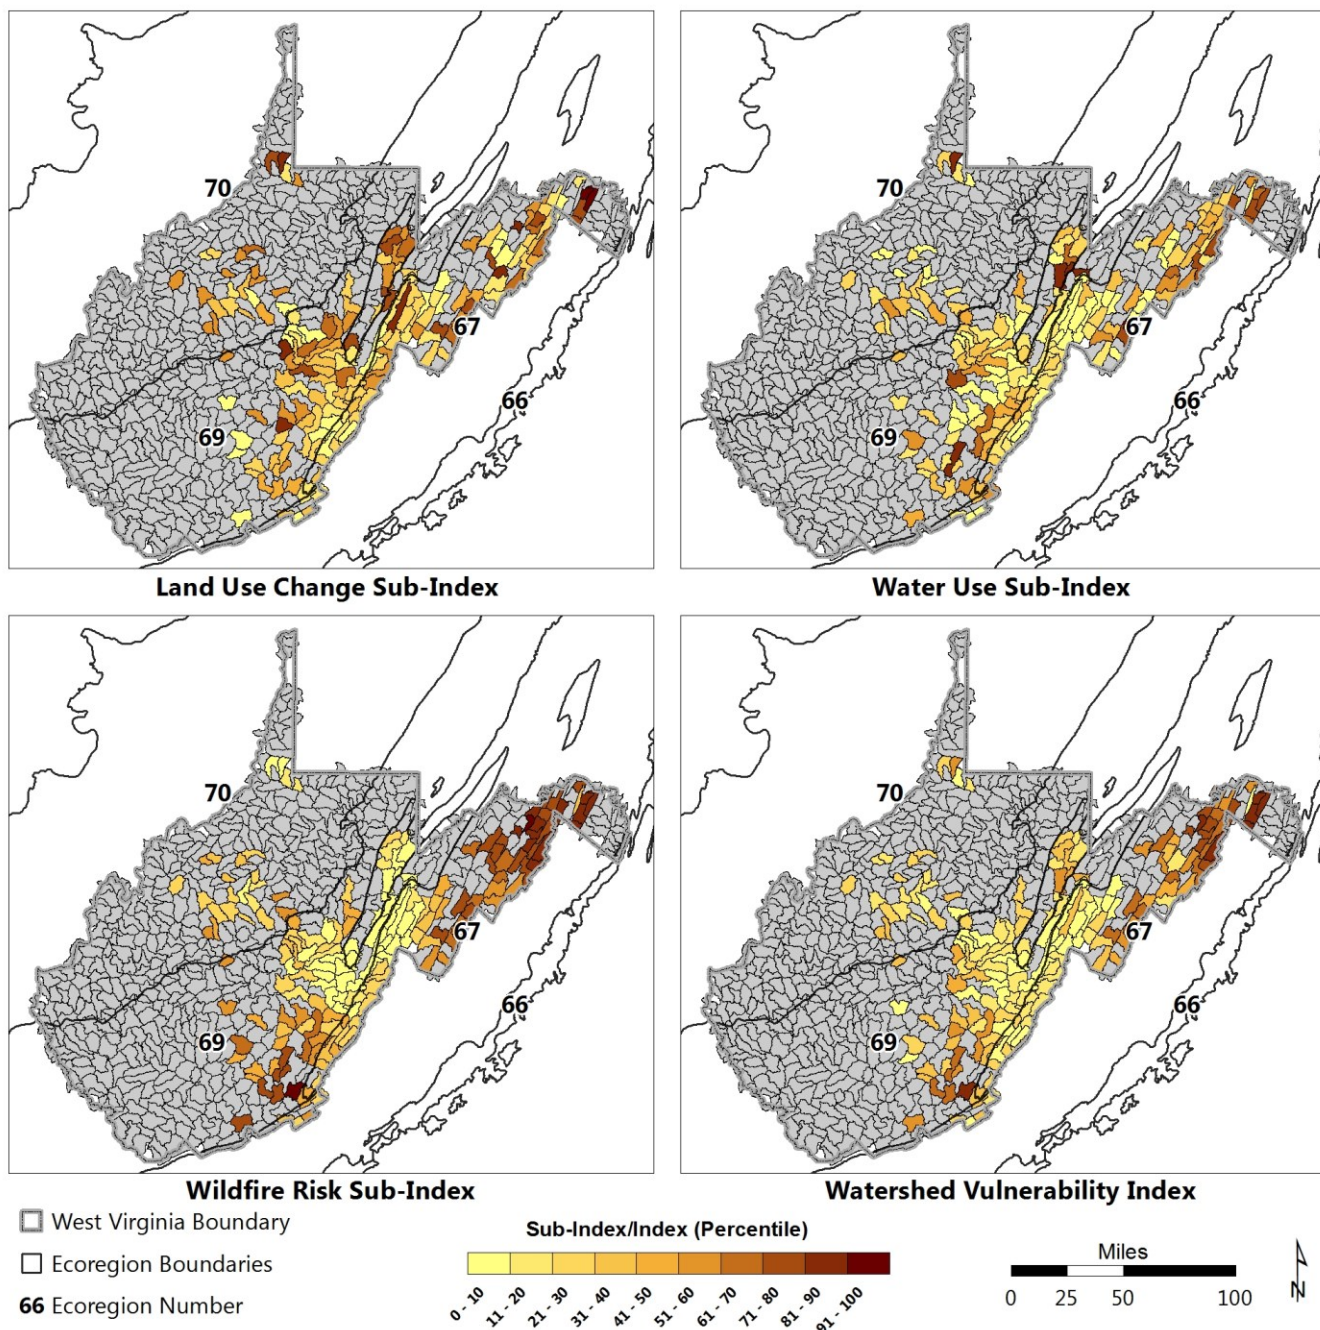 70
69
67
66
Land Use Change Sub-Index
70
69
67
66
Water Use Sub-Index
70
69
67
66
Wildfire Risk Sub-Index
70
69
67
66
Watershed Vulnerability Index
West Virginia Boundary
Ecoregion Boundaries
66 Ecoregion Number
Sub-Index/Index (Percentile)
0 - 10
11 - 20
21 - 30
31 - 40
41 - 50
51 - 60
61 - 70
71 - 80
81 - 90
91 - 100
Miles
0 25 50 100
N